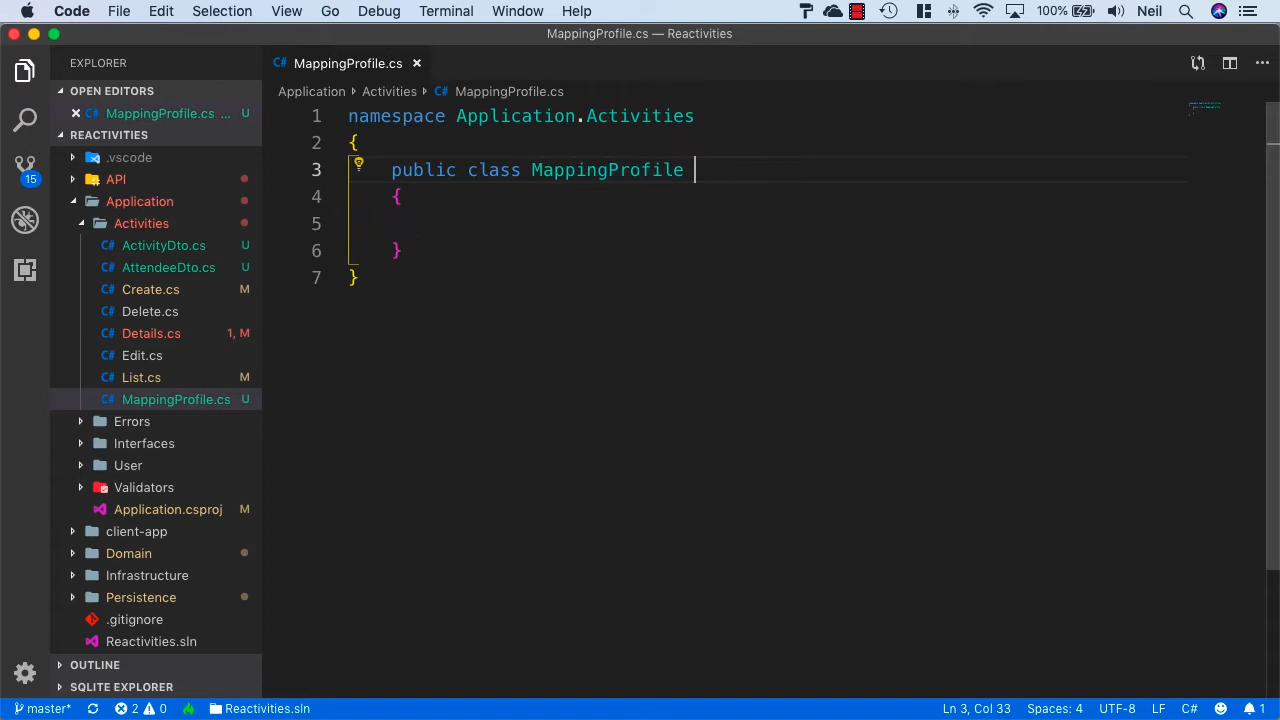 Code File Edit Selection View Go Debug Terminal Window Help 100% Neil
MappingProfile.cs — Reactivities
EXPLORER
OPEN EDITORS
C# MappingProfile.cs ... U
REACTIVITIES
.vscode
API
Application
Activities
C# ActivityDto.cs U
C# AttendeeDto.cs U
C# Create.cs M
C# Delete.cs
C# Details.cs 1, M
C# Edit.cs
C# List.cs M
C# MappingProfile.cs U
Errors
Interfaces
User
Validators
Application.csproj M
client-app
Domain
Infrastructure
Persistence
.gitignore
Reactivities.sln
OUTLINE
SQLITE EXPLORER
15
C# MappingProfile.cs
Application Activities C# MappingProfile.cs
1 namespace Application.Activities
2 {
3 public class MappingProfile
4 {
5
6 }
7 }
master* 2 0 Reactivities.sln Ln 3, Col 33 Spaces: 4 UTF-8 LF C# 1